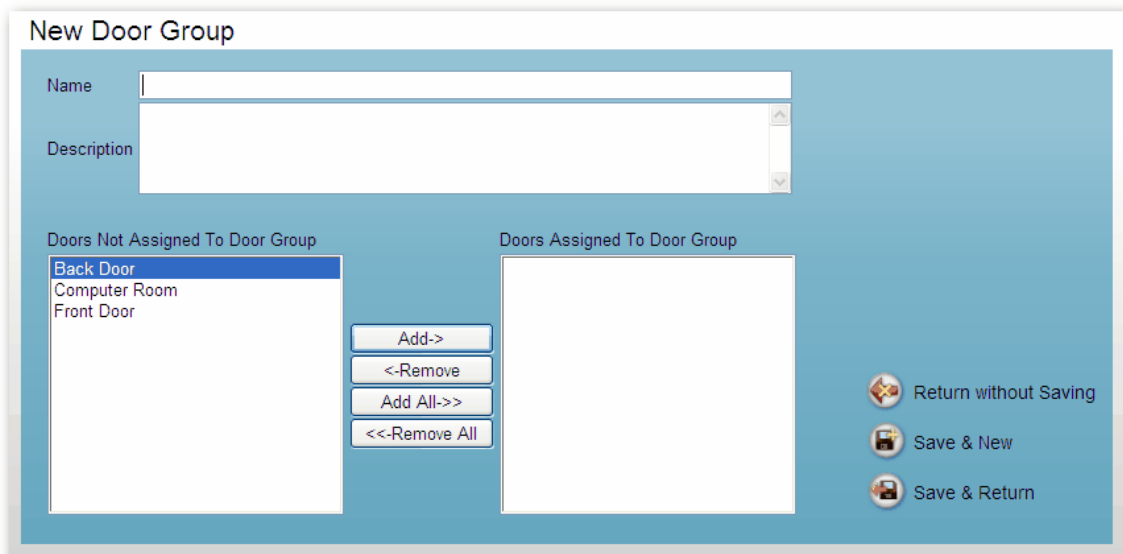 New Door Group
Name
Description
Doors Not Assigned To Door Group
Doors Assigned To Door Group
Back Door
Computer Room
Front Door
Add->
<-Remove
Add All->>
<<-Remove All
Return without Saving
Save & New
Save & Return